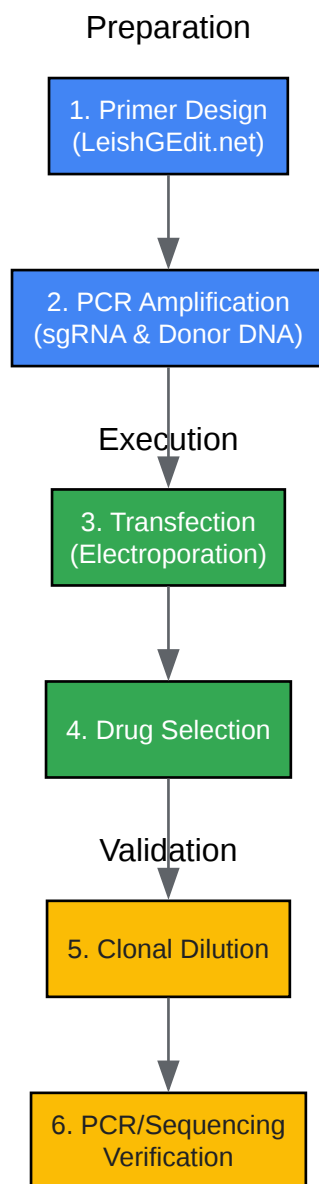 Preparation
1. Primer Design
(LeishGEdit.net)
2. PCR Amplification
(sgRNA & Donor DNA)
Execution
3. Transfection
(Electroporation)
4. Drug Selection
Validation
5. Clonal Dilution
6. PCR/Sequencing
Verification